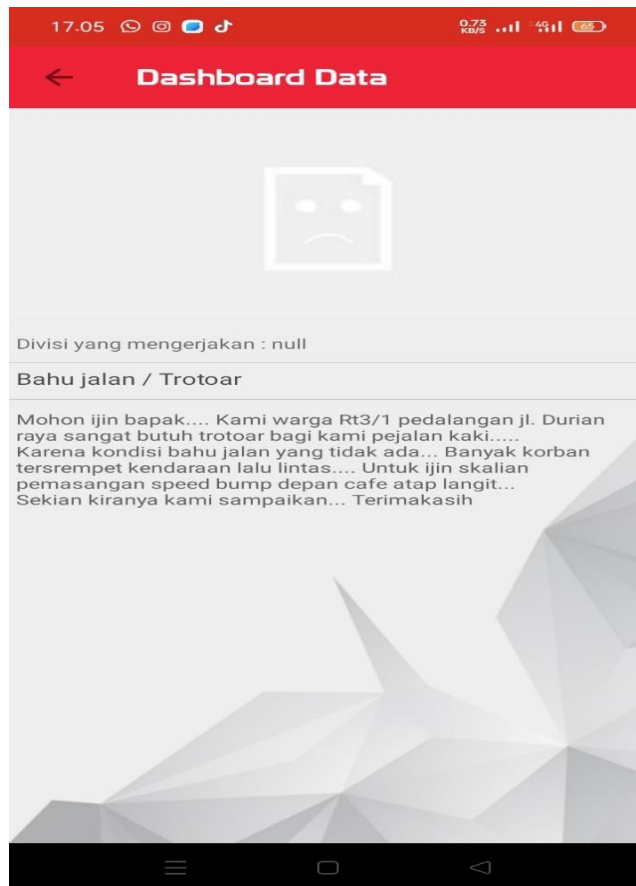 17.05
0.73 KB/S 4G 65
Dashboard Data
Divisi yang mengerjakan : null
Bahu jalan / Trotoar
Mohon ijin bapak.... Kami warga Rt3/1 pedalangan jl. Durian
raya sangat butuh trotoar bagi kami pejalan kaki.....
Karena kondisi bahu jalan yang tidak ada... Banyak korban
tersrempet kendaraan lalu lintas.... Untuk ijin skalian
pemasangan speed bump depan cafe atap langit...
Sekian kiranya kami sampaikan... Terimakasih